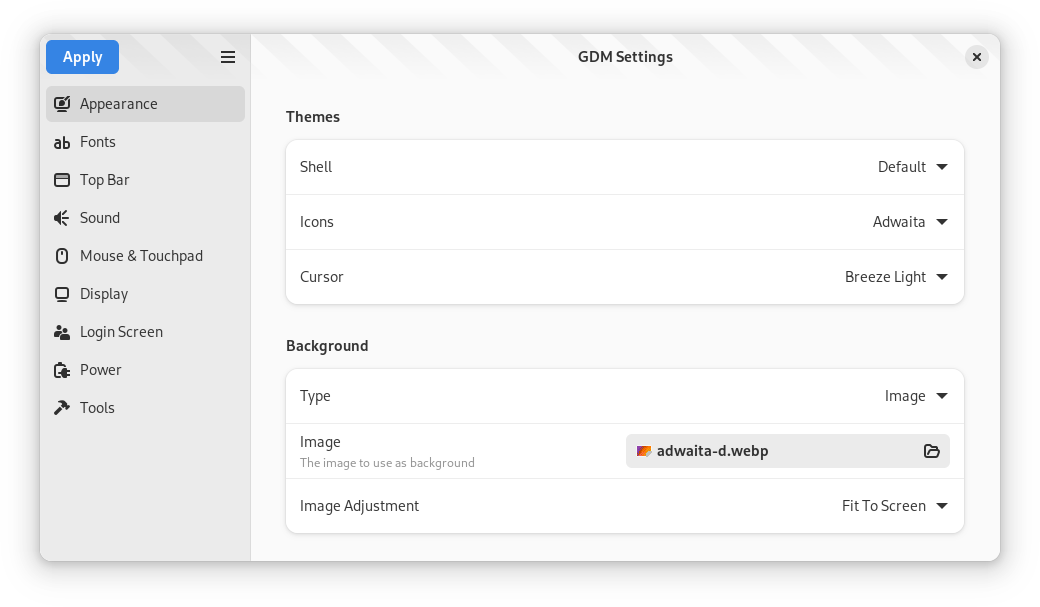 Apply
GDM Settings
Appearance
Fonts
Top Bar
Sound
Mouse & Touchpad
Display
Login Screen
Power
Tools
Themes
Shell Default
Icons Adwaita
Cursor Breeze Light
Background
Type Image
Image
The image to use as background
adwaita-d.webp
Image Adjustment Fit To Screen